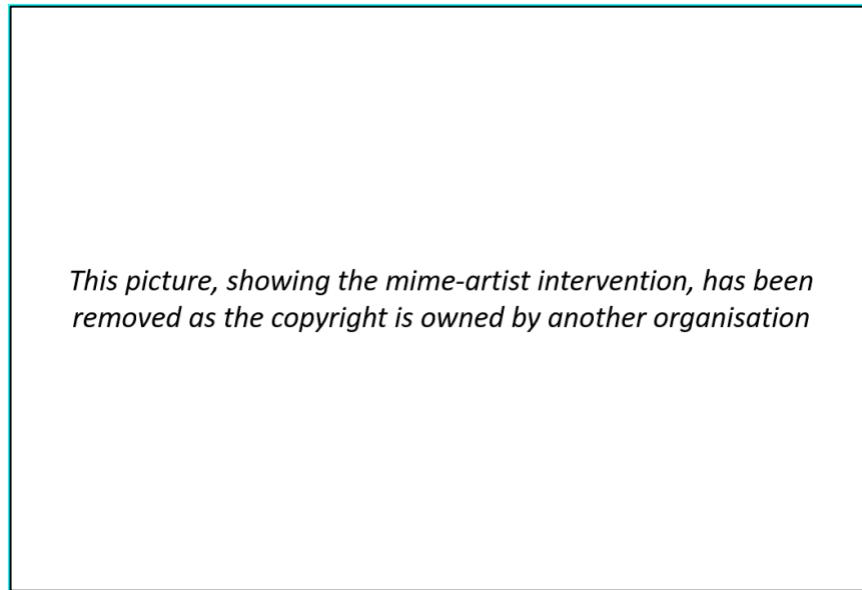 This picture, showing the mime-artist intervention, has been
removed as the copyright is owned by another organisation